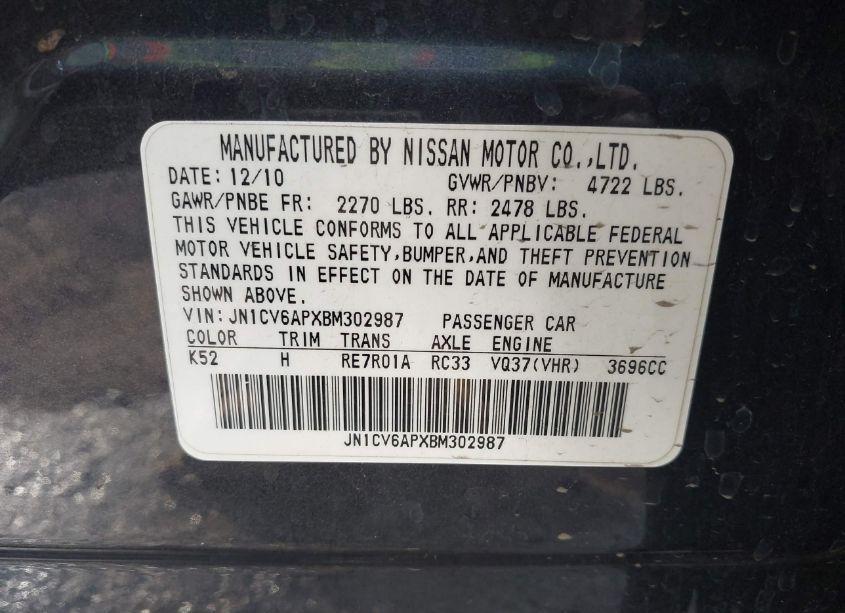 MANUFACTURED BY NISSAN MOTOR CO.,LTD.
DATE: 12/10 GVWR/PNBV: 4722 LBS.
GAWR/PNBE FR: 2270 LBS. RR: 2478 LBS.
THIS VEHICLE CONFORMS TO ALL APPLICABLE FEDERAL
MOTOR VEHICLE SAFETY,BUMPER,AND THEFT PREVENTION
STANDARDS IN EFFECT ON THE DATE OF MANUFACTURE
SHOWN ABOVE.
VIN: JN1CV6APXBM302987 PASSENGER CAR
COLOR TRIM TRANS AXLE ENGINE
K52 H RE7R01A RC33 VQ37(VHR) 3696CC
JN1CV6APXBM302987